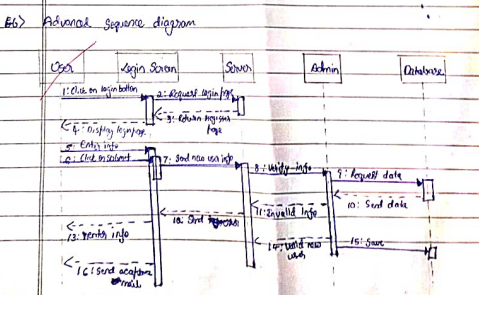 Advanced Sequence diagram
User
Login Screen
Server
Admin
Database
1: Click on login button
2: Request login page
3: Return register
page
4: Display login page
5: Enter info
6: Click on submit
7: Send new user info
8: Verify info
9: Request data
10: Send data
11: Invalid info
12: Send
13: reenter info
14: Valid new
user
15: Save
16: Send
mail